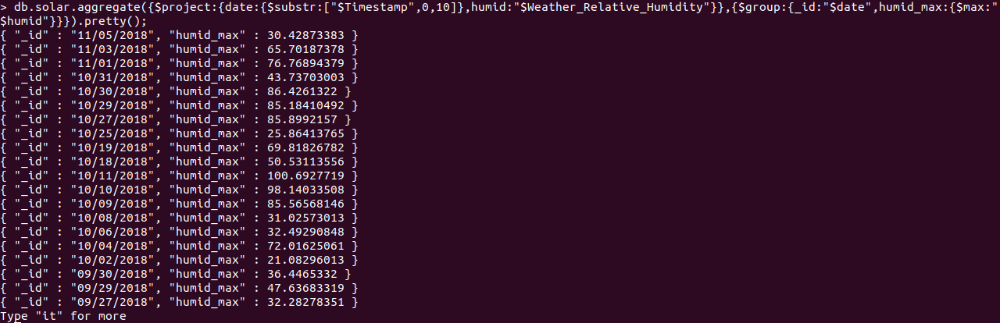 > db.solar.aggregate({$project:{date:{$substr:["$Timestamp",0,10]},humid:"$Weather_Relative_Humidity"}},{$group:{_id:"$date",humid_max:{$max:"
$humid"}}}).pretty();
{ "_id" : "11/05/2018", "humid_max" : 30.42873383 }
{ "_id" : "11/03/2018", "humid_max" : 65.70187378 }
{ "_id" : "11/01/2018", "humid_max" : 76.76894379 }
{ "_id" : "10/31/2018", "humid_max" : 43.73703003 }
{ "_id" : "10/30/2018", "humid_max" : 86.4261322 }
{ "_id" : "10/29/2018", "humid_max" : 85.18410492 }
{ "_id" : "10/27/2018", "humid_max" : 85.8992157 }
{ "_id" : "10/25/2018", "humid_max" : 25.86413765 }
{ "_id" : "10/19/2018", "humid_max" : 69.81826782 }
{ "_id" : "10/18/2018", "humid_max" : 50.53113556 }
{ "_id" : "10/11/2018", "humid_max" : 100.6927719 }
{ "_id" : "10/10/2018", "humid_max" : 98.14033508 }
{ "_id" : "10/09/2018", "humid_max" : 85.56568146 }
{ "_id" : "10/08/2018", "humid_max" : 31.02573013 }
{ "_id" : "10/06/2018", "humid_max" : 32.49290848 }
{ "_id" : "10/04/2018", "humid_max" : 72.01625061 }
{ "_id" : "10/02/2018", "humid_max" : 21.08296013 }
{ "_id" : "09/30/2018", "humid_max" : 36.4465332 }
{ "_id" : "09/29/2018", "humid_max" : 47.63683319 }
{ "_id" : "09/27/2018", "humid_max" : 32.28278351 }
Type "it" for more